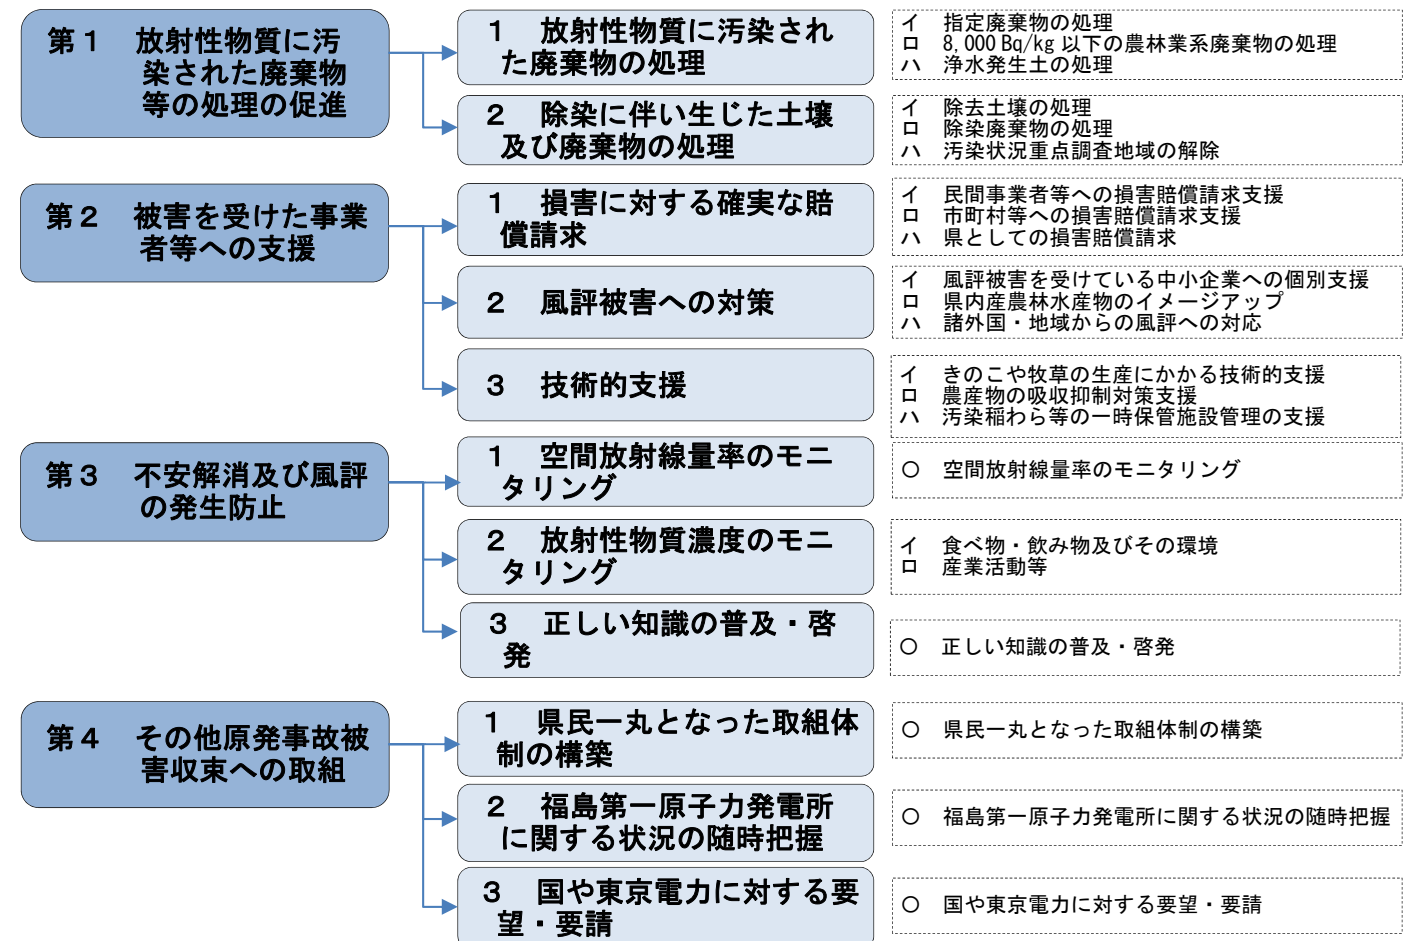 第１　放射性物質に汚
染された廃棄物
等の処理の促進
１　放射性物質に汚染され
た廃棄物の処理
イ　指定廃棄物の処理
ロ　8,000 Bq/kg 以下の農林業系廃棄物の処理
ハ　浄水発生土の処理
２　除染に伴い生じた土壌
及び廃棄物の処理
イ　除去土壌の処理
ロ　除染廃棄物の処理
ハ　汚染状況重点調査地域の解除
第２　被害を受けた事業
者等への支援
１　損害に対する確実な賠
償請求
イ　民間事業者等への損害賠償請求支援
ロ　市町村等への損害賠償請求支援
ハ　県としての損害賠償請求
２　風評被害への対策
イ　風評被害を受けている中小企業への個別支援
ロ　県内産農林水産物のイメージアップ
ハ　諸外国・地域からの風評への対応
３　技術的支援
イ　きのこや牧草の生産にかかる技術的支援
ロ　農産物の吸収抑制対策支援
ハ　汚染稲わら等の一時保管施設管理の支援
第３　不安解消及び風評
の発生防止
１　空間放射線量率のモニ
タリング
○　空間放射線量率のモニタリング
２　放射性物質濃度のモニ
タリング
イ　食べ物・飲み物及びその環境
ロ　産業活動等
３　正しい知識の普及・啓
発
○　正しい知識の普及・啓発
第４　その他原発事故被
害収束への取組
１　県民一丸となった取組体
制の構築
○　県民一丸となった取組体制の構築
２　福島第一原子力発電所
に関する状況の随時把握
○　福島第一原子力発電所に関する状況の随時把握
３　国や東京電力に対する要
望・要請
○　国や東京電力に対する要望・要請